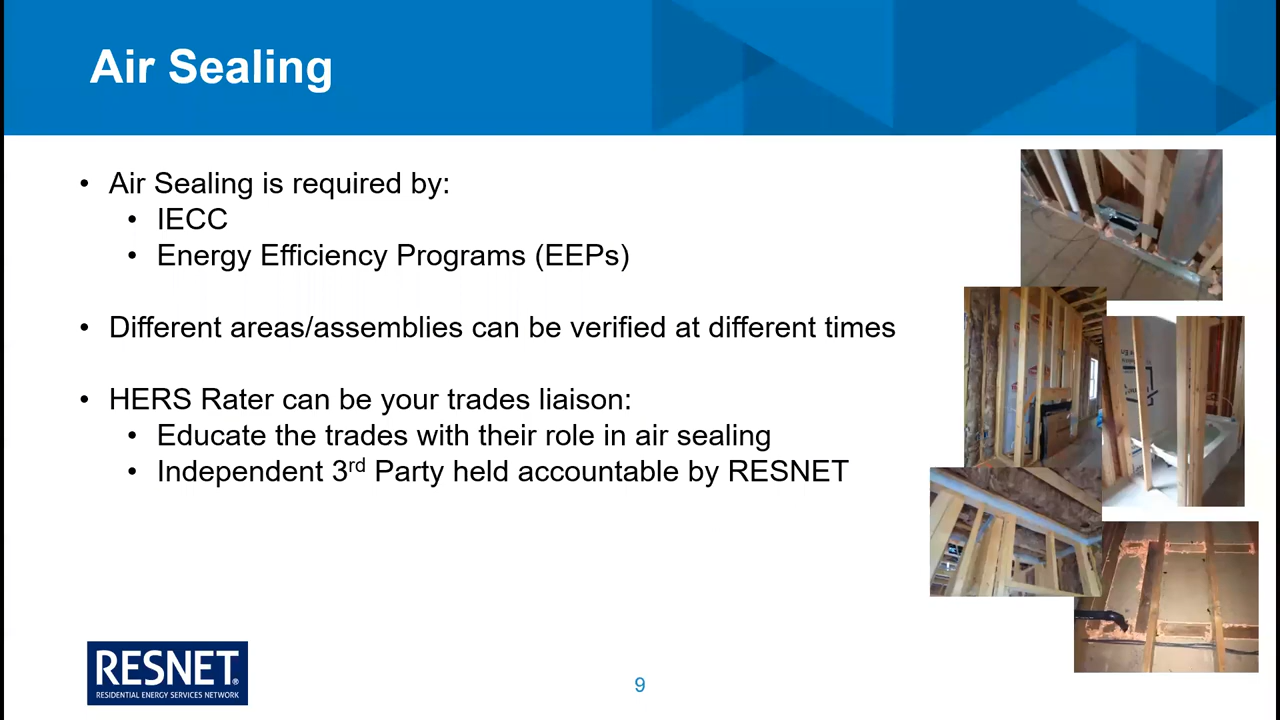 Air Sealing
• Air Sealing is required by:
• IECC
• Energy Efficiency Programs (EEPs)
• Different areas/assemblies can be verified at different times
• HERS Rater can be your trades liaison:
• Educate the trades with their role in air sealing
• Independent 3rd Party held accountable by RESNET
RESNET®
RESIDENTIAL ENERGY SERVICES NETWORK
9